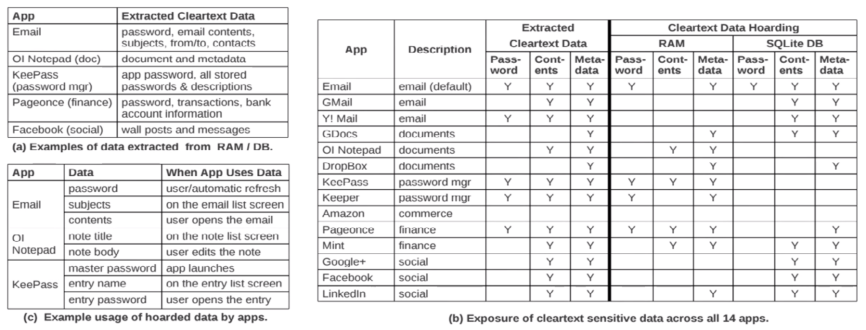 App Extracted Cleartext Data
Email password, email contents,
subjects, from/to, contacts
OI Notepad (doc) document and metadata
KeePass app password, all stored
(password mgr) passwords & descriptions
Pageonce (finance) password, transactions, bank
account information
Facebook (social) wall posts and messages
(a) Examples of data extracted from RAM / DB.
App Data When App Uses Data
Email password user/automatic refresh
subjects on the email list screen
contents user opens the email
OI Notepad note title on the note list screen
note body user edits the note
KeePass master password app launches
entry name on the entry list screen
entry password user opens the entry
(c) Example usage of hoarded data by apps.
App Description Extracted Cleartext Data Cleartext Data Hoarding
RAM SQLite DB
Pass-word Cont-ents Meta-data Pass-word Cont-ents Meta-data Pass-word Cont-ents Meta-data
Email email (default) Y Y Y Y Y Y Y Y
GMail email Y Y Y Y
Y! Mail email Y Y Y Y Y
GDocs documents Y Y Y Y
OI Notepad documents Y Y Y Y
DropBox documents Y Y Y
KeePass password mgr Y Y Y Y Y Y
Keeper password mgr Y Y Y Y Y Y
Amazon commerce
Pageonce finance Y Y Y Y Y Y Y
Mint finance Y Y Y Y Y Y
Google+ social Y Y Y Y
Facebook social Y Y Y Y
LinkedIn social Y Y Y Y Y
(b) Exposure of cleartext sensitive data across all 14 apps.